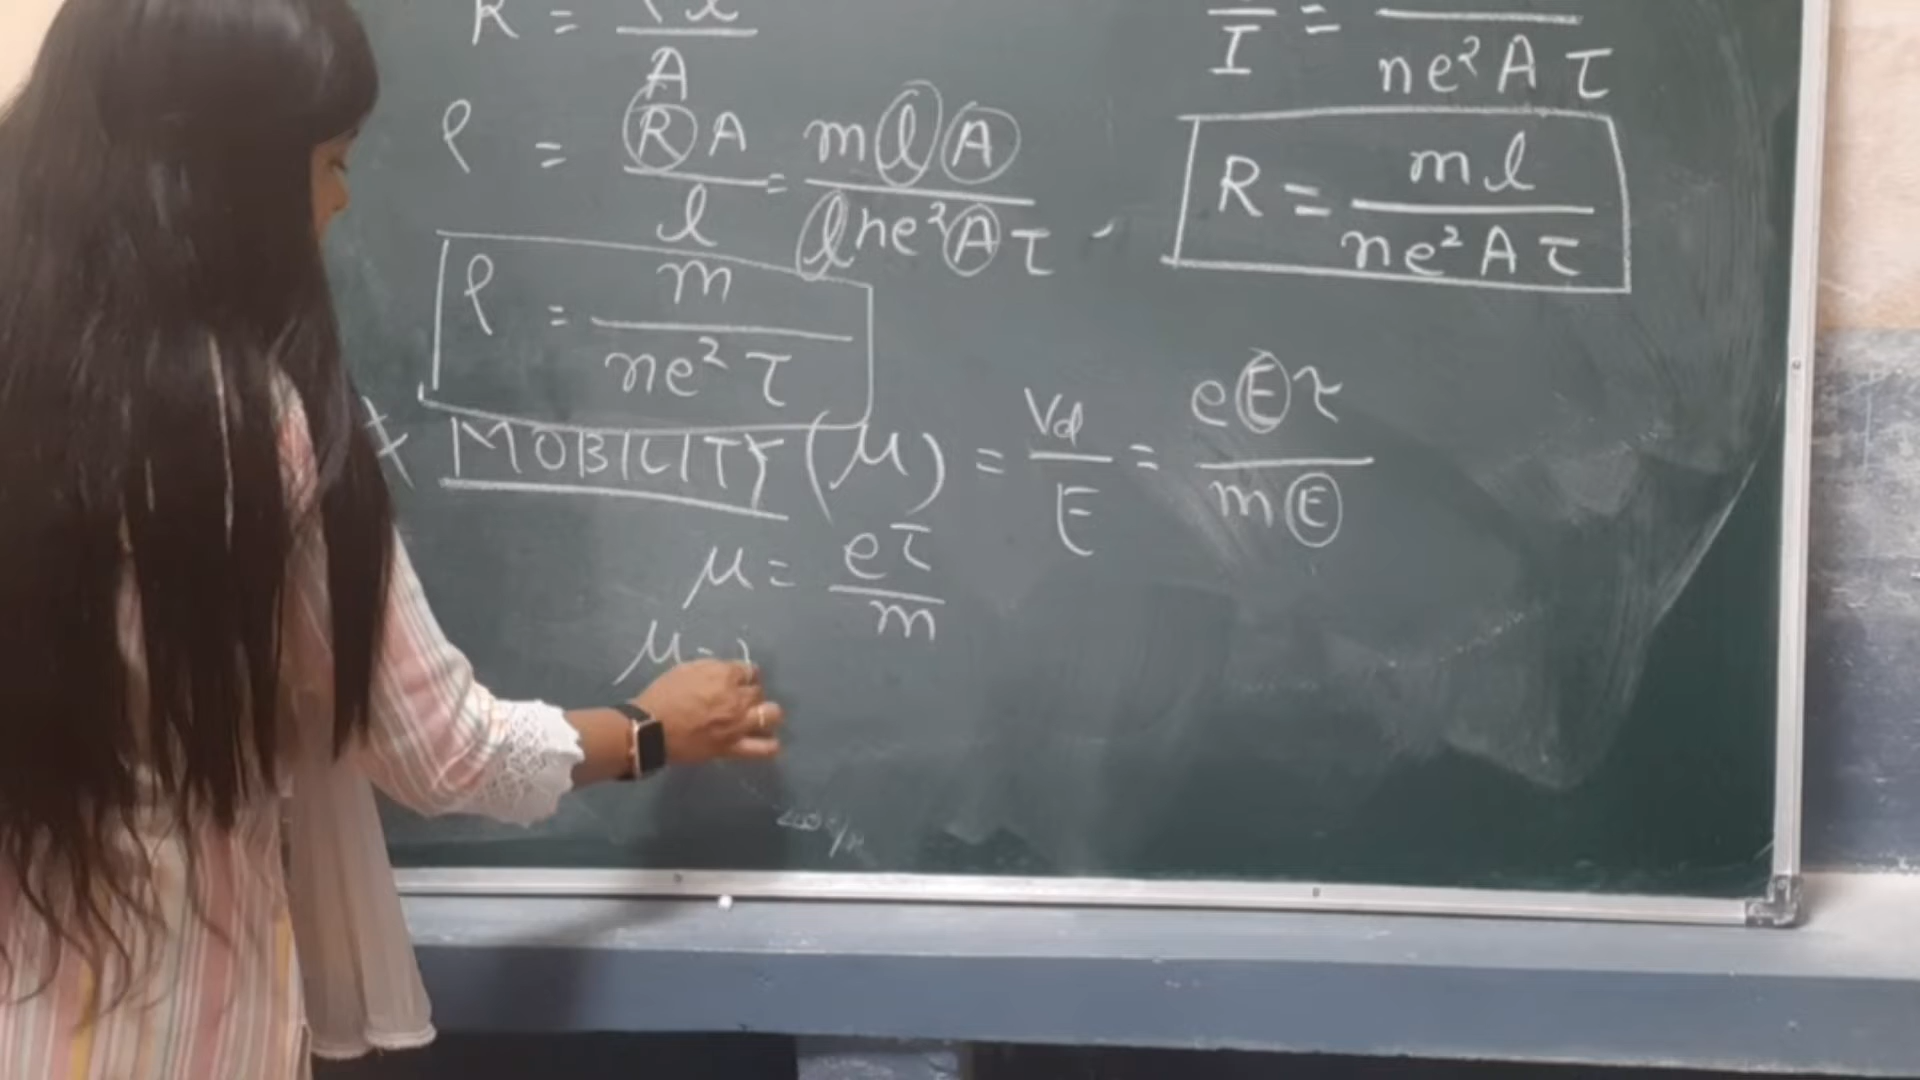 R = ρl / A
ρ = RA / l = mlA / lne²Aτ
ρ = m / ne²τ
I = ne²Aτ
R = ml / ne²Aτ
* MOBILITY (μ) = Vd / E = eEτ / mE
μ = eτ / m
μ =